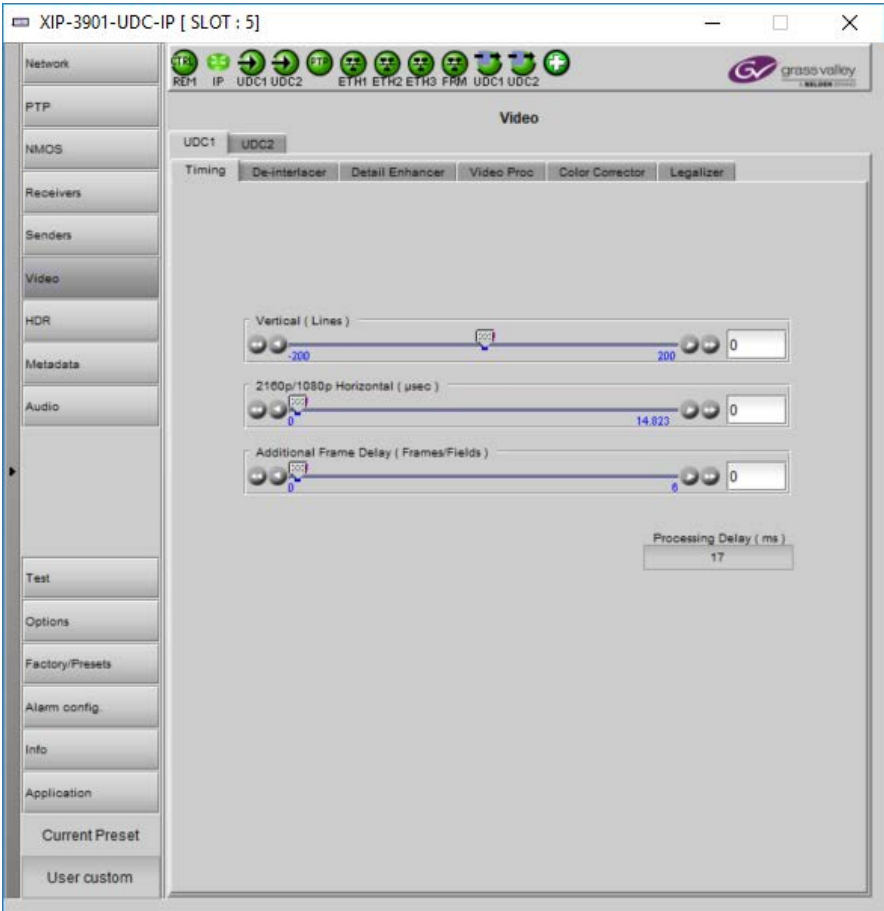 XIP-3901-UDC-IP [ SLOT : 5]
Network
PTP
NMOS
Receivers
Senders
Video
HDR
Metadata
Audio
Test
Options
Factory/Presets
Alarm config.
Info
Application
Current Preset
User custom
CTRL PTP
REM IP UDC1 UDC2 ETH1 ETH2 ETH3 FRM UDC1 UDC2
GV grass valley
A BELDEN BRAND
Video
UDC1 UDC2
Timing De-interlacer Detail Enhancer Video Proc Color Corrector Legalizer
Vertical ( Lines )
-200 200 0
2160p/1080p Horizontal ( µsec )
0 14.823 0
Additional Frame Delay ( Frames/Fields )
0 6 0
Processing Delay ( ms )
17